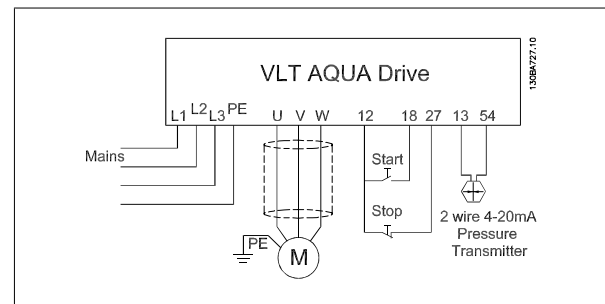 130BA727.10
VLT AQUA Drive
L1 L2 L3 PE U V W 12 18 27 13 54
Mains
Start
Stop
PE
M
2 wire 4-20mA
Pressure
Transmitter